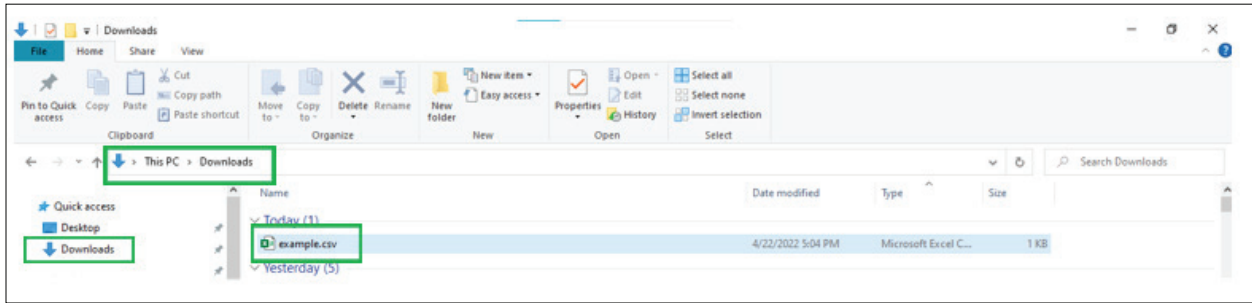 Downloads
File Home Share View
Pin to Quick access
Copy
Paste
Cut
Copy path
Paste shortcut
Clipboard
Move to
Copy to
Delete
Rename
Organize
New folder
New item
Easy access
New
Properties
Open
Edit
History
Open
Select all
Select none
Invert selection
Select
This PC > Downloads
Search Downloads
Quick access
Desktop
Downloads
Name Date modified Type Size
Today (1)
example.csv 4/22/2022 5:04 PM Microsoft Excel C... 1 KB
Yesterday (5)